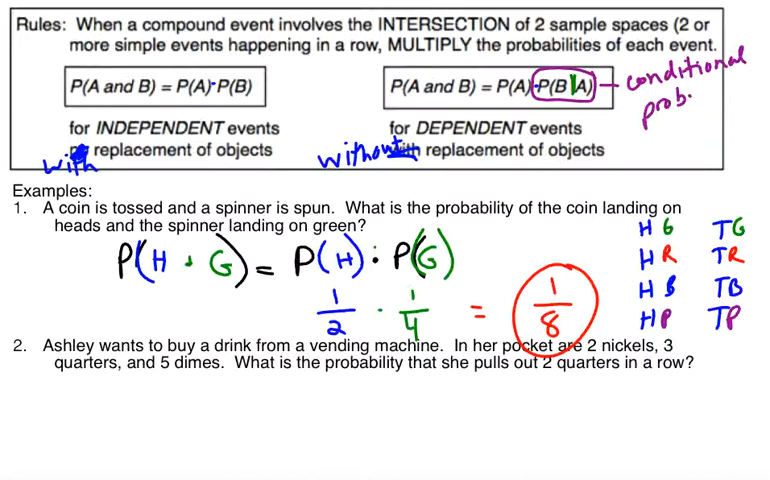 Rules: When a compound event involves the INTERSECTION of 2 sample spaces (2 or
more simple events happening in a row, MULTIPLY the probabilities of each event.
P(A and B) = P(A)·P(B)
P(A and B) = P(A)·P(B|A)
conditional
prob.
for INDEPENDENT events
for DEPENDENT events
with replacement of objects
without replacement of objects
Examples:
1. A coin is tossed and a spinner is spun. What is the probability of the coin landing on
heads and the spinner landing on green?
P(H + G) = P(H) · P(G)
1/2 · 1/4 = 1/8
HG TG
HR TR
HB TB
HP TP
2. Ashley wants to buy a drink from a vending machine. In her pocket are 2 nickels, 3
quarters, and 5 dimes. What is the probability that she pulls out 2 quarters in a row?